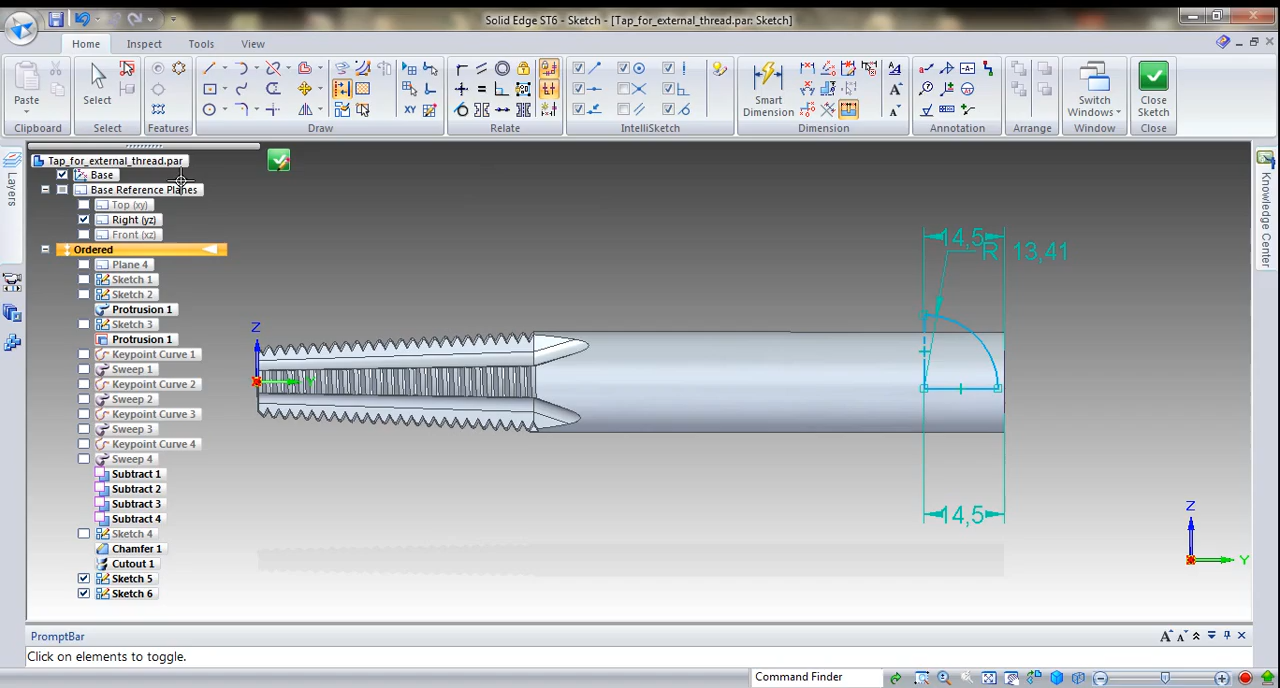 Solid Edge ST6 - Sketch - [Tap_for_external_thread.par: Sketch]
Home Inspect Tools View
Paste
Select
Smart Dimension
Switch Windows
Close Sketch
Clipboard Select Features Draw Relate IntelliSketch Dimension Annotation Arrange Window Close
Layers
Knowledge Center
Tap_for_external_thread.par
Base
Base Reference Planes
Top (xy)
Right (yz)
Front (xz)
Ordered
Plane 4
Sketch 1
Sketch 2
Protrusion 1
Sketch 3
Protrusion 1
Keypoint Curve 1
Sweep 1
Keypoint Curve 2
Sweep 2
Keypoint Curve 3
Sweep 3
Keypoint Curve 4
Sweep 4
Subtract 1
Subtract 2
Subtract 3
Subtract 4
Sketch 4
Chamfer 1
Cutout 1
Sketch 5
Sketch 6
14,5
R 13,41
Z
Y
14,5
Z
Y
PromptBar
Click on elements to toggle.
Command Finder